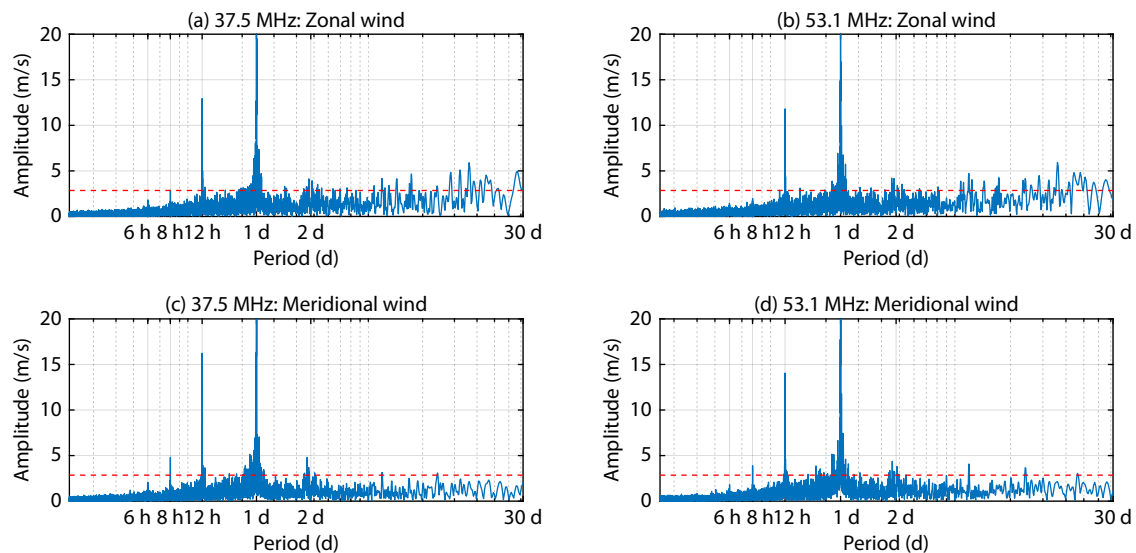 (a) 37.5 MHz: Zonal wind
20
15
10
5
0
Amplitude (m/s)
6 h 8 h12 h 1 d 2 d 30 d
Period (d)
(b) 53.1 MHz: Zonal wind
20
15
10
5
0
Amplitude (m/s)
6 h 8 h12 h 1 d 2 d 30 d
Period (d)
(c) 37.5 MHz: Meridional wind
20
15
10
5
0
Amplitude (m/s)
6 h 8 h12 h 1 d 2 d 30 d
Period (d)
(d) 53.1 MHz: Meridional wind
20
15
10
5
0
Amplitude (m/s)
6 h 8 h12 h 1 d 2 d 30 d
Period (d)